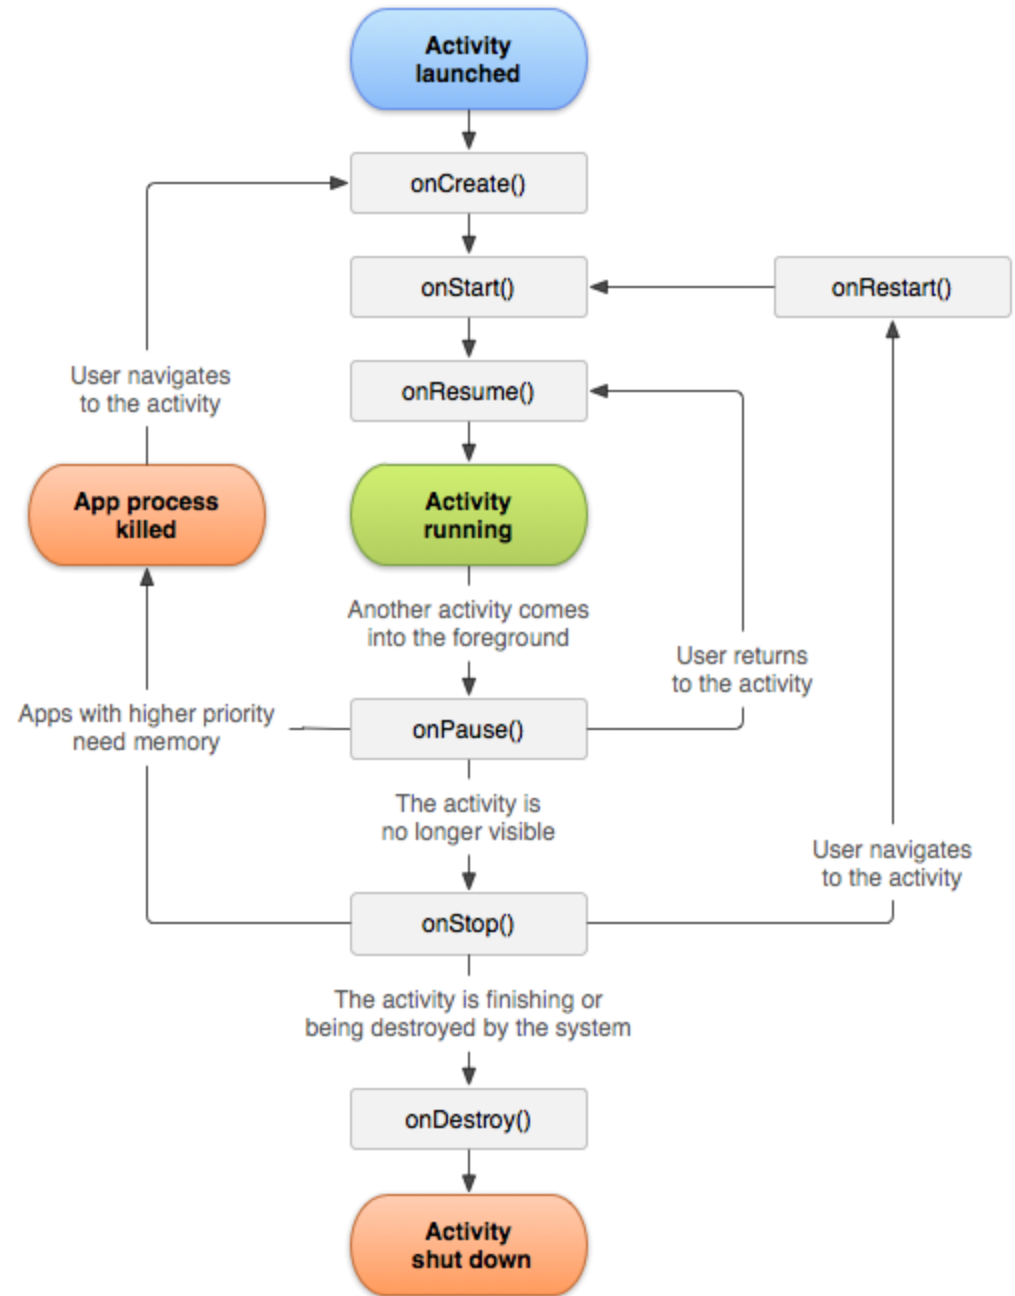 Activity
launched
onCreate()
onStart()
onRestart()
onResume()
User navigates
to the activity
App process
killed
Activity
running
Another activity comes
into the foreground
User returns
to the activity
Apps with higher priority
need memory
onPause()
The activity is
no longer visible
User navigates
to the activity
onStop()
The activity is finishing or
being destroyed by the system
onDestroy()
Activity
shut down